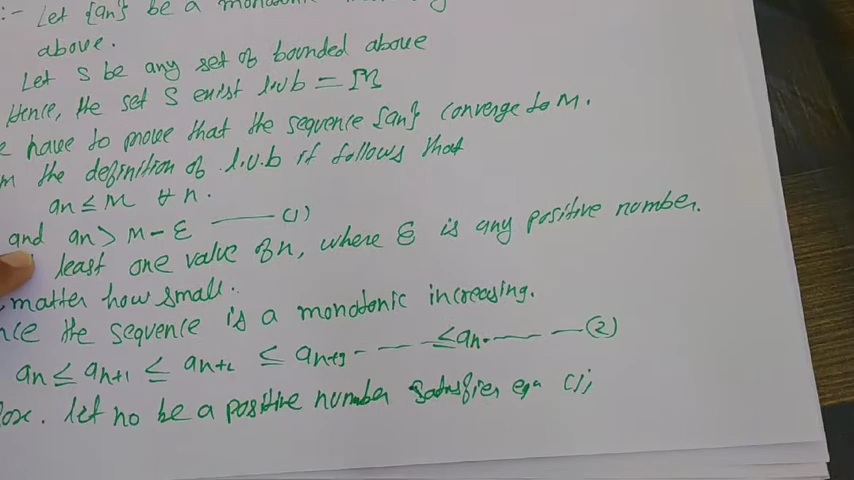 :- Let {an} be a monotonic
above.
Let S be any set of bounded above
Hence, the set S exist l.u.b = M
e have to prove that the sequence {an} converge to M.
m the definition of l.u.b it follows that
an ≤ M ∀ n.
and an > M - ε —— (1)
least one value of n, where ε is any positive number.
matter how small.
nce the sequence is a monotonic increasing.
an ≤ an+1 ≤ an+2 ≤ an+3 - — — ≤ an. — — (2)
let no be a positive number satisfies eqn (1),